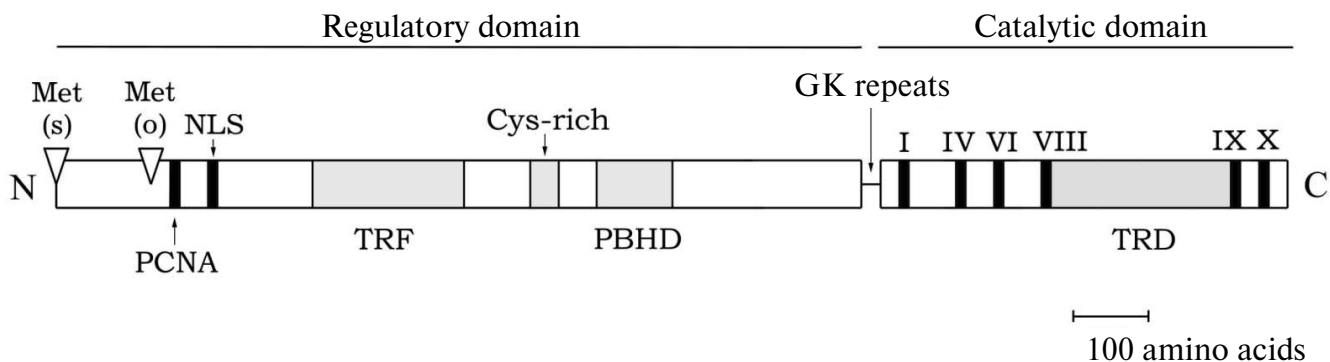 Regulatory domain
Catalytic domain
Met
(s)
Met
(o)
NLS
Cys-rich
GK repeats
I IV VI VIII IX X
N
C
TRF
PBHD
TRD
PCNA
100 amino acids